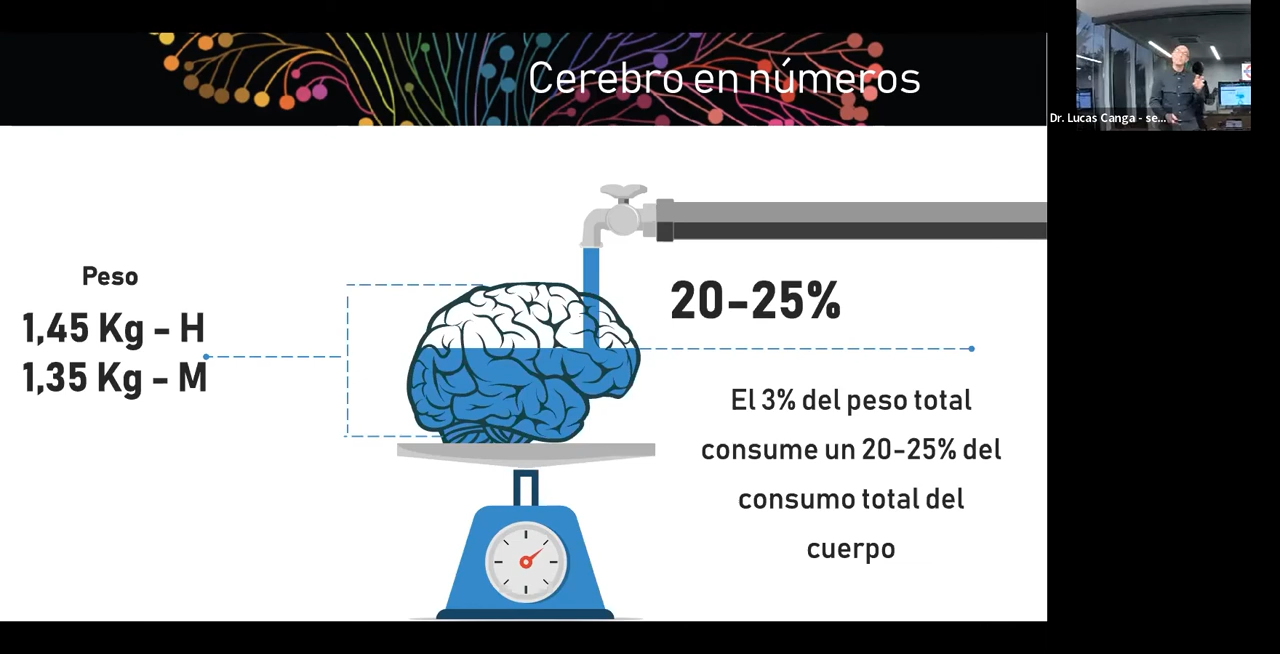 Cerebro en números
Dr. Lucas Canga - se...
Peso
1,45 Kg - H
1,35 Kg - M
20-25%
El 3% del peso total
consume un 20-25% del
consumo total del
cuerpo